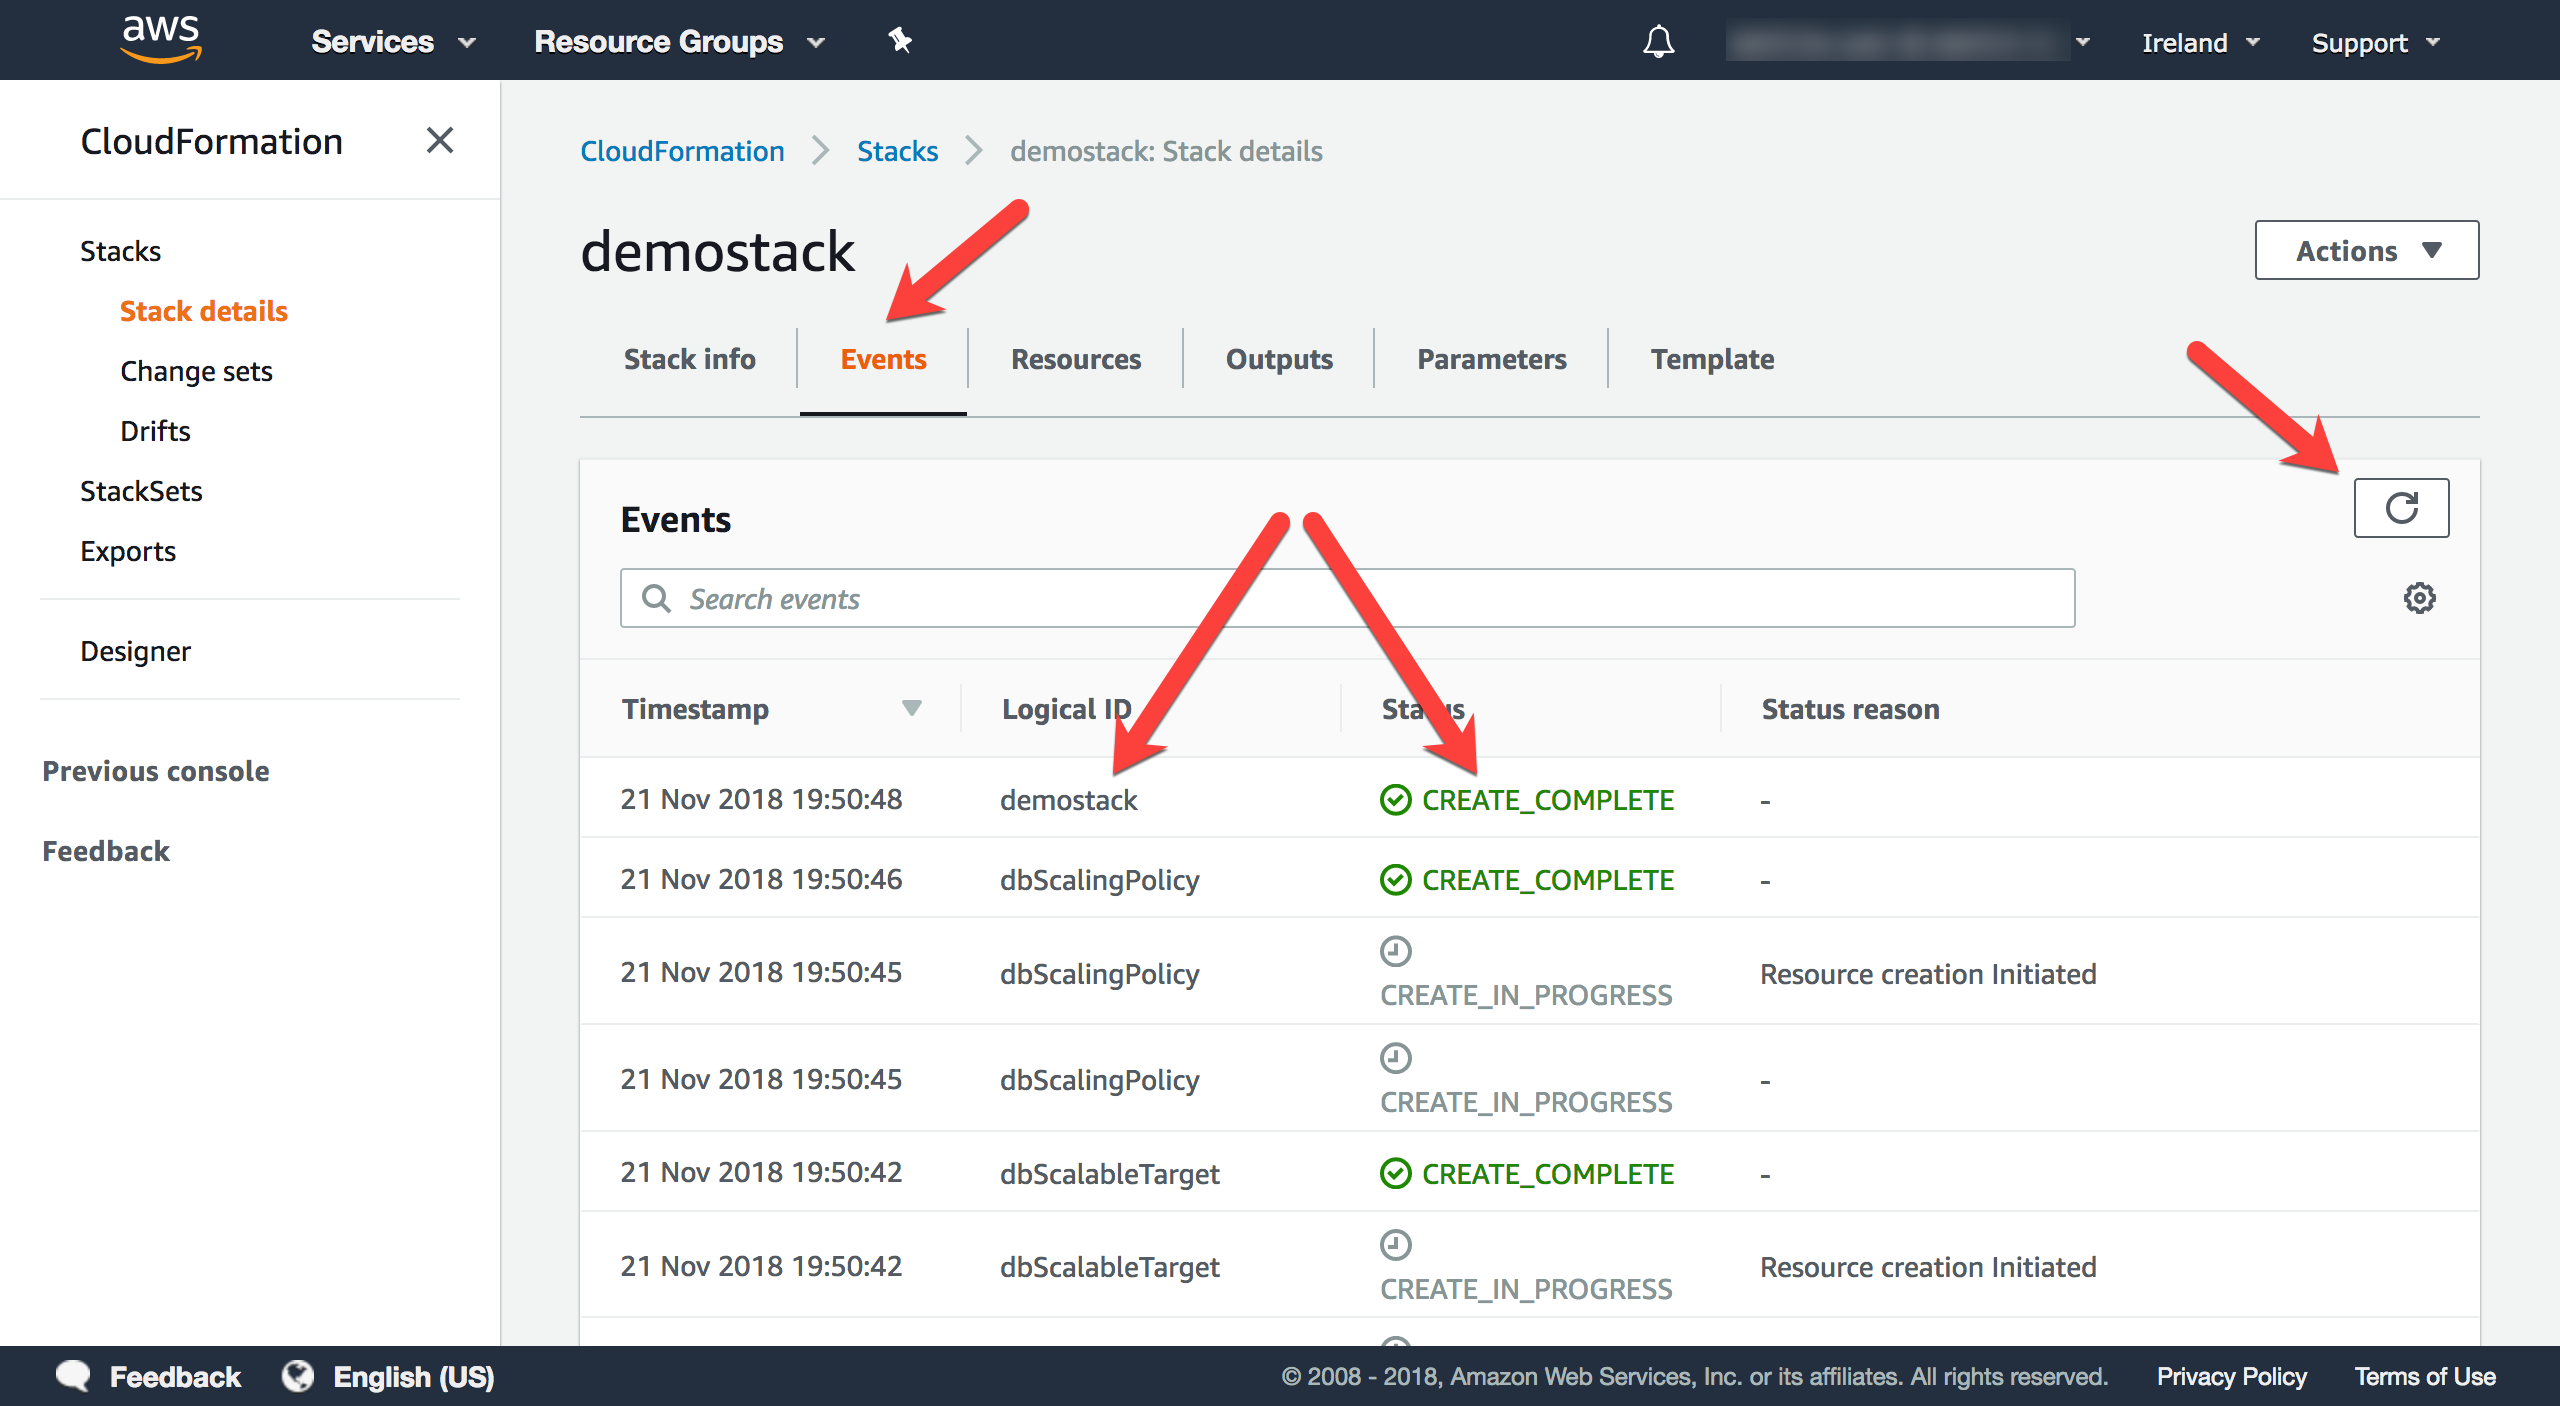 aws Services Resource Groups Ireland Support
CloudFormation
Stacks
Stack details
Change sets
Drifts
StackSets
Exports
Designer
Previous console
Feedback
CloudFormation Stacks demostack: Stack details
demostack
Actions
Stack info Events Resources Outputs Parameters Template
Events
Search events
Timestamp Logical ID Status Status reason
21 Nov 2018 19:50:48 demostack CREATE_COMPLETE -
21 Nov 2018 19:50:46 dbScalingPolicy CREATE_COMPLETE -
21 Nov 2018 19:50:45 dbScalingPolicy CREATE_IN_PROGRESS Resource creation Initiated
21 Nov 2018 19:50:45 dbScalingPolicy CREATE_IN_PROGRESS -
21 Nov 2018 19:50:42 dbScalableTarget CREATE_COMPLETE -
21 Nov 2018 19:50:42 dbScalableTarget CREATE_IN_PROGRESS Resource creation Initiated
Feedback English (US) © 2008 - 2018, Amazon Web Services, Inc. or its affiliates. All rights reserved. Privacy Policy Terms of Use